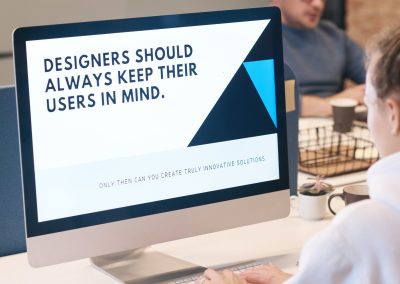 DESIGNERS SHOULD
ALWAYS KEEP THEIR
USERS IN MIND.
ONLY THEN CAN YOU CREATE TRULY INNOVATIVE SOLUTIONS.